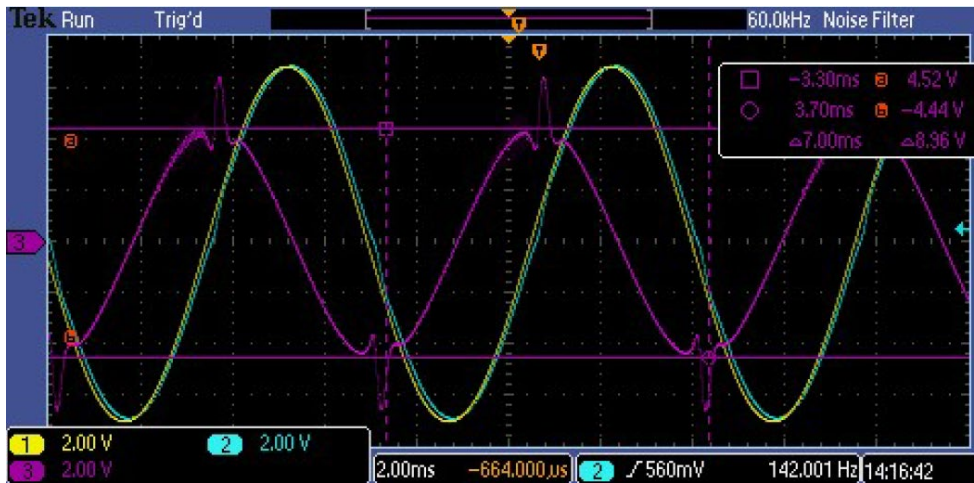 Tek Run Trig'd 60.0kHz Noise Filter
T
T
−3.30ms a 4.52 V
3.70ms b −4.44 V
△7.00ms △8.96 V
a
3
b
1 2.00 V 2 2.00 V
3 2.00 V
2.00ms −664.000µs 2 560mV 142.001 Hz 14:16:42